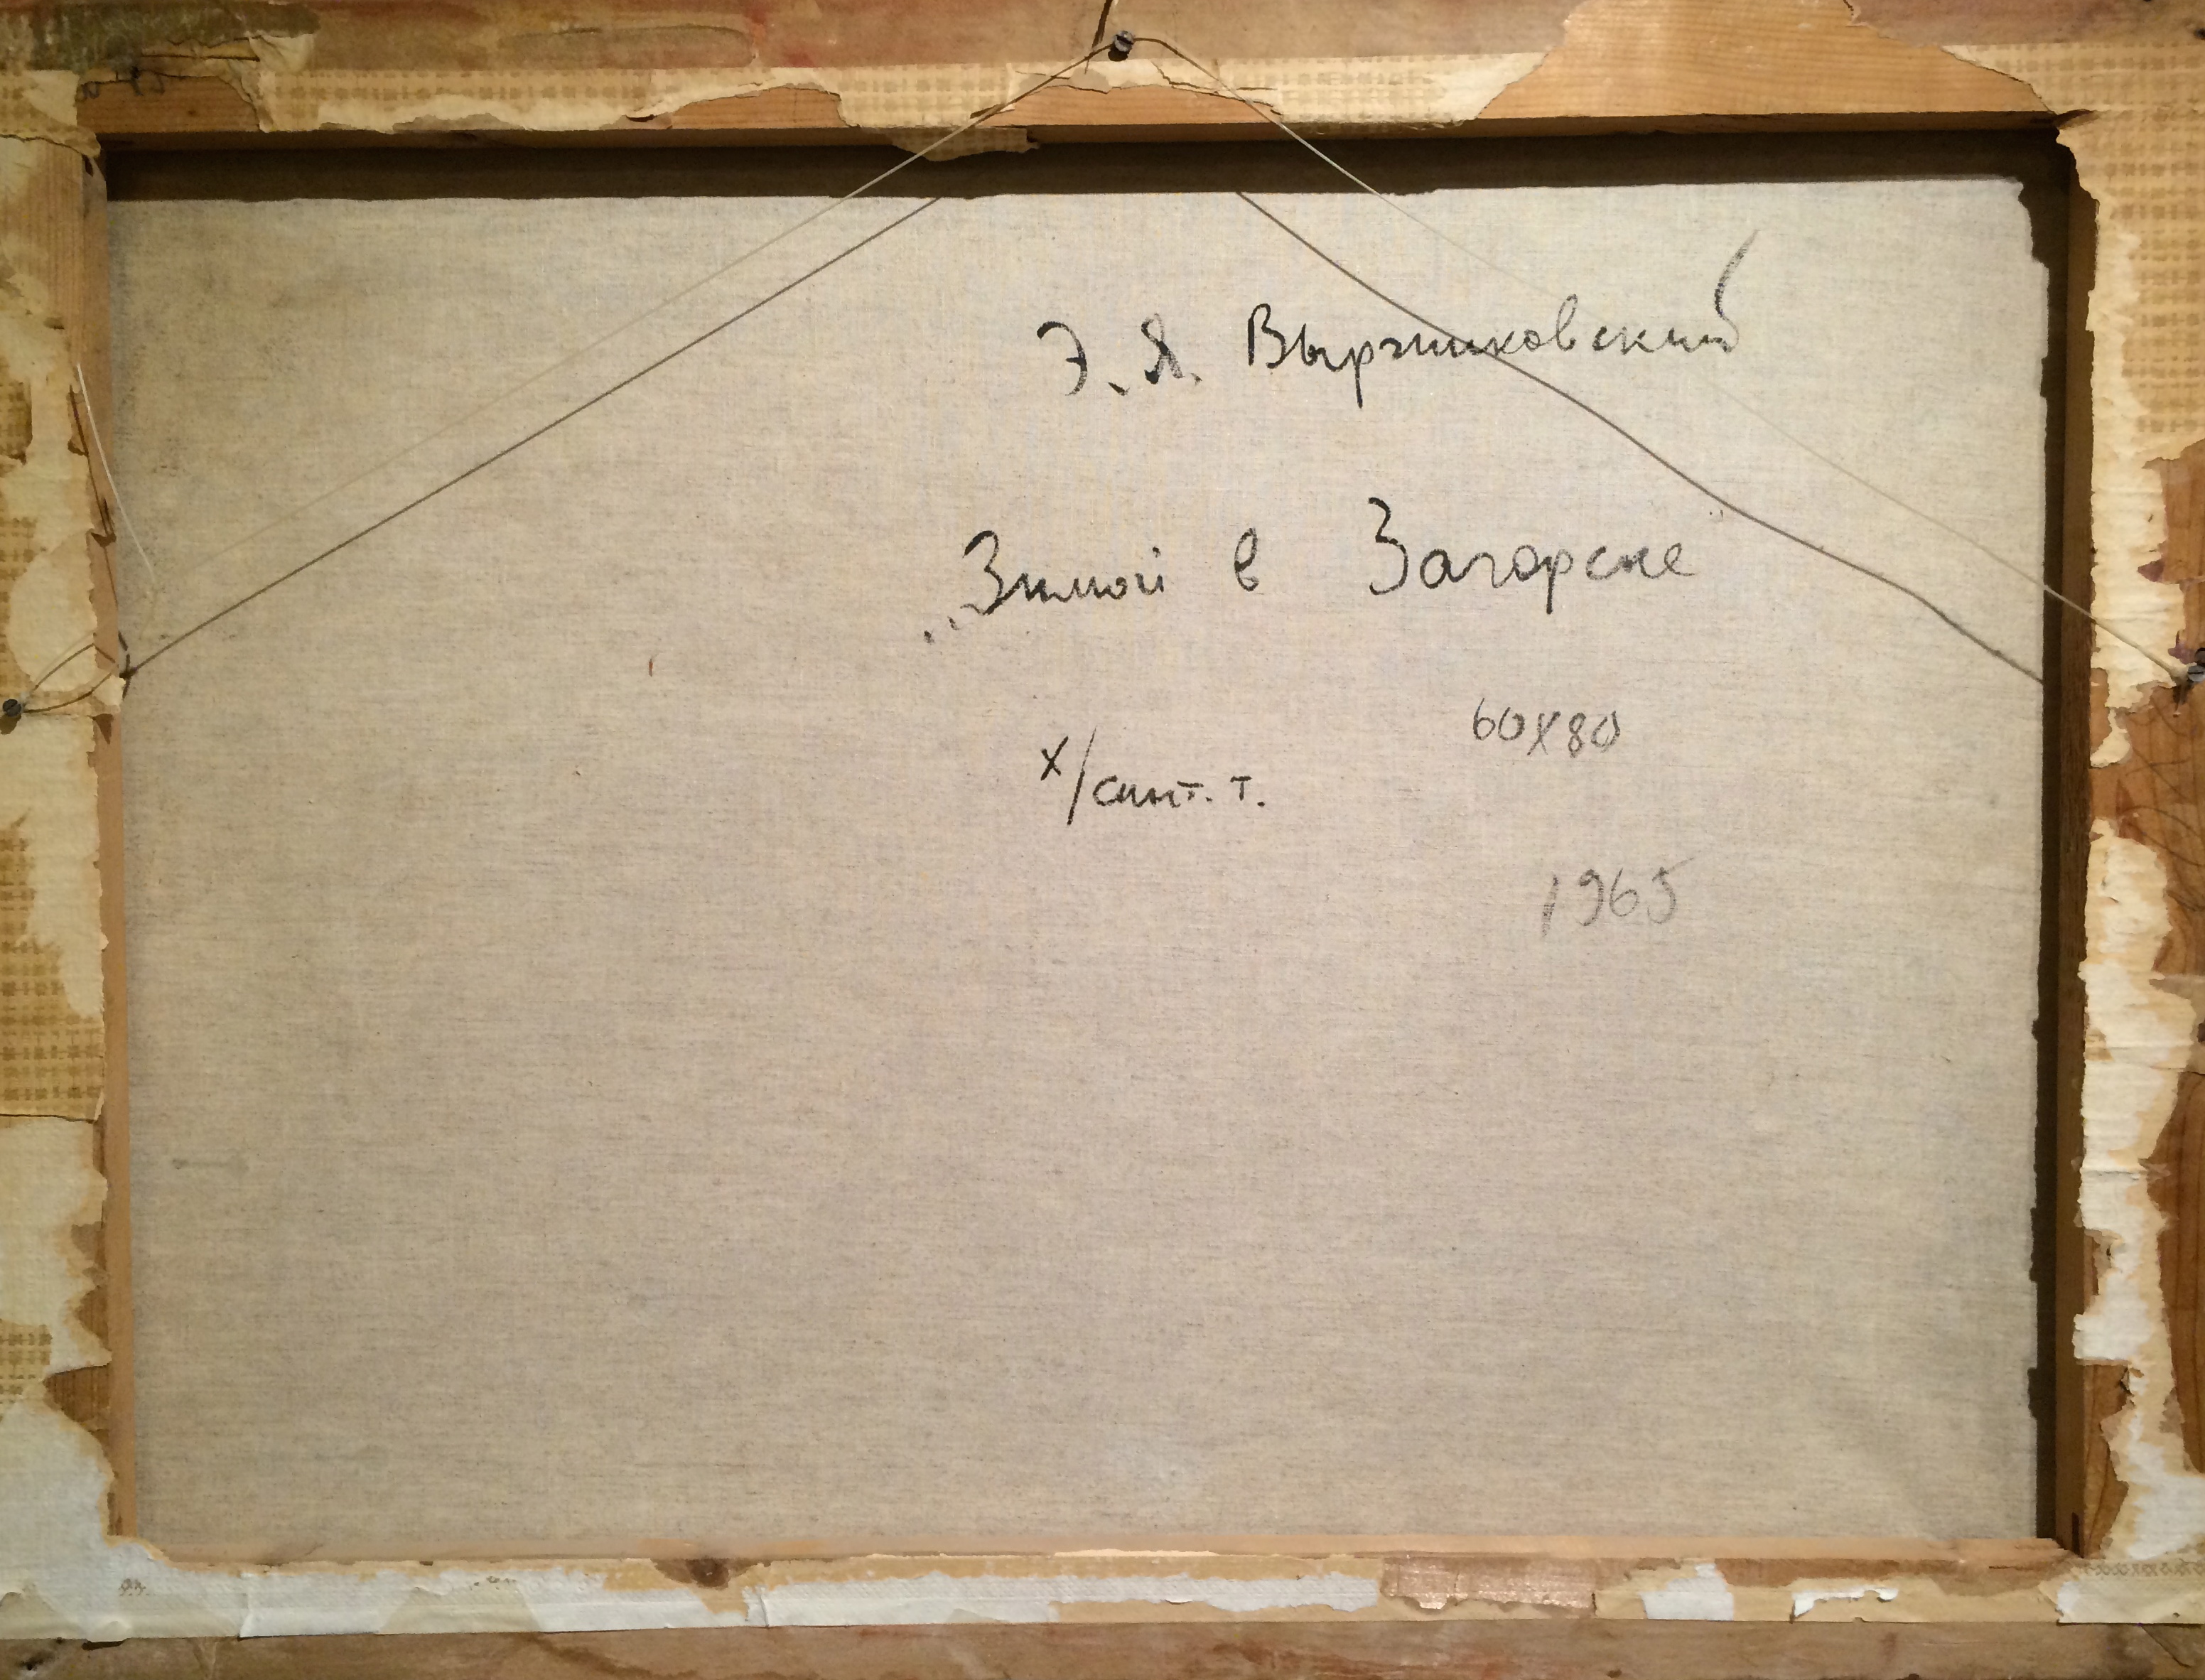 Э. Я. Выржиковский
„Зимой в Загорске
60х80
х/синт. т.
1965